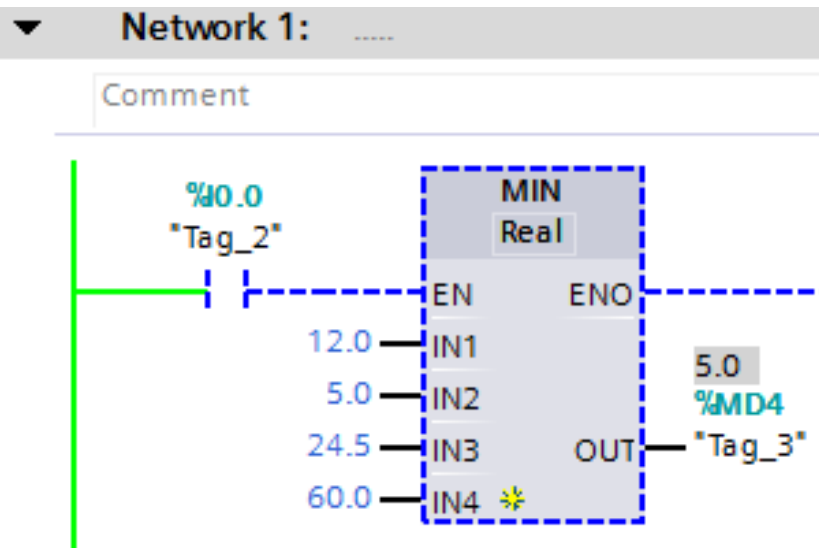 Network 1: .....
Comment
%I0.0
"Tag_2"
MIN
Real
EN ENO
12.0 IN1
5.0 IN2
24.5 IN3
60.0 IN4
OUT
5.0
%MD4
"Tag_3"